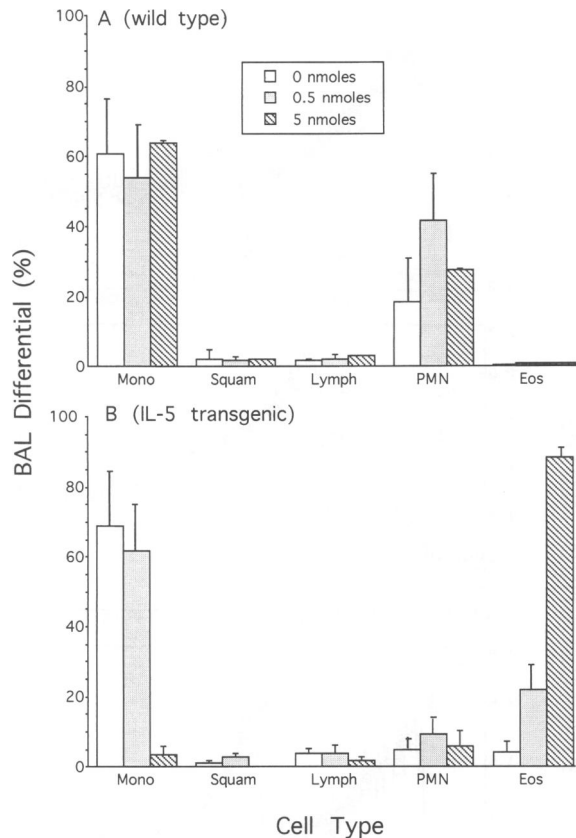 A (wild type)
100
80
60
40
20
0
0 nmoles
0.5 nmoles
5 nmoles
Mono Squam Lymph PMN Eos
BAL Differential (%)
B (IL-5 transgenic)
100
80
60
40
20
0
Mono Squam Lymph PMN Eos
Cell Type